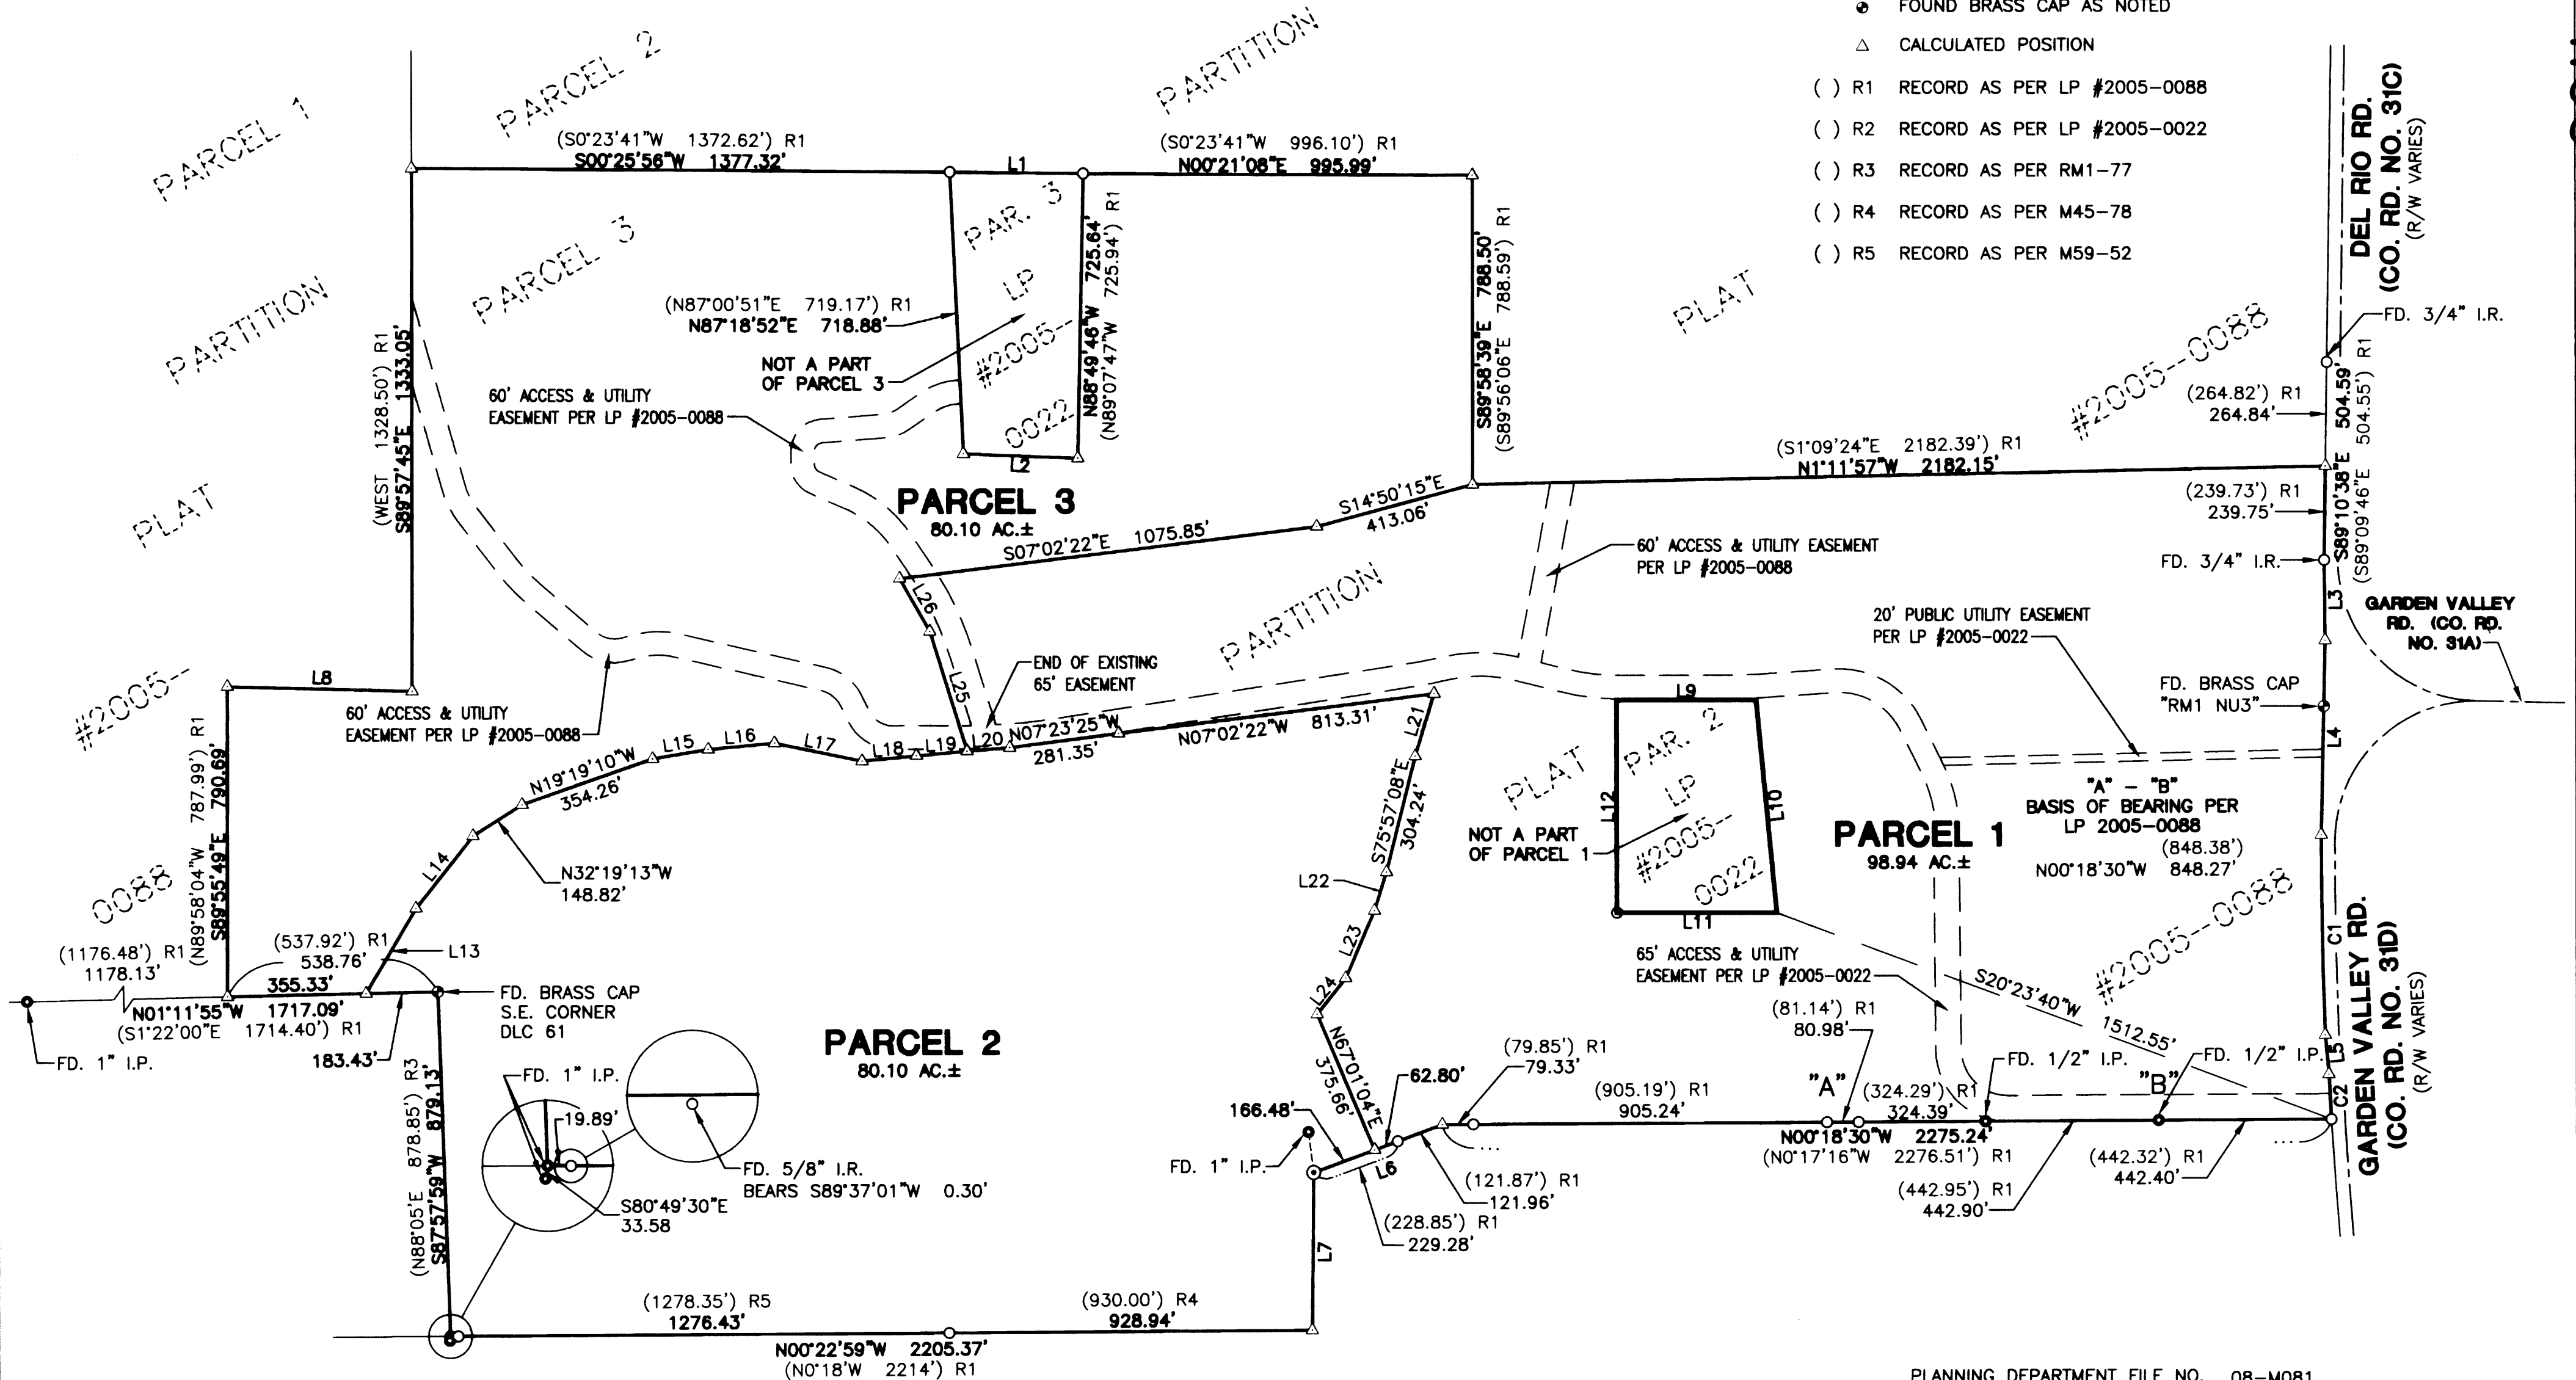 FOUND BRASS CAP AS NOTED
CALCULATED POSITION
( ) R1 RECORD AS PER LP #2005-0088
( ) R2 RECORD AS PER LP #2005-0022
( ) R3 RECORD AS PER RM1-77
( ) R4 RECORD AS PER M45-78
( ) R5 RECORD AS PER M59-52
PARCEL 1
PARCEL 2
PARTITION
(S0°23'41"W 1372.62') R1
S00°25'56"W 1377.32'
L1
(S0°23'41"W 996.10') R1
N00°21'08"E 995.99'
DEL RIO RD.
(CO. RD. NO. 31C)
(R/W VARIES)
PARCEL 3
PAR. 3
LP
#2005-
0022
N88°49'46"W 725.64'
(N89°07'47"W 725.94') R1
S89°58'39"E 788.50'
(S89°56'06"E 788.59') R1
PARTITION
PLAT
#2005-
0088
(WEST 1328.50') R1
S89°57'45"E 1333.05'
(N87°00'51"E 719.17') R1
N87°18'52"E 718.88'
NOT A PART
OF PARCEL 3
60' ACCESS & UTILITY
EASEMENT PER LP #2005-0088
L2
PLAT
#2005-0088
FD. 3/4" I.R.
(264.82') R1
264.84'
S89°10'38"E 504.59'
(S89°09'46"E 504.55') R1
(S1°09'24"E 2182.39') R1
N1°11'57"W 2182.15'
(239.73') R1
239.75'
FD. 3/4" I.R.
L3
PARCEL 3
80.10 AC.±
S14°50'15"E
413.06'
S07°02'22"E 1075.85'
60' ACCESS & UTILITY EASEMENT
PER LP #2005-0088
PARTITION
20' PUBLIC UTILITY EASEMENT
PER LP #2005-0022
GARDEN VALLEY
RD. (CO. RD.
NO. 31A)
L26
L25
END OF EXISTING
65' EASEMENT
FD. BRASS CAP
"RM1 NU3"
L4
L8
60' ACCESS & UTILITY
EASEMENT PER LP #2005-0088
L15
L16
L17
L18
L19
L20
N07°23'25"W
281.35'
N07°02'22"W 813.31'
L21
L9
PLAT
PAR. 2
LP
#2005-
0022
L12
L10
L11
NOT A PART
OF PARCEL 1
PARCEL 1
98.94 AC.±
"A" - "B"
BASIS OF BEARING PER
LP 2005-0088
(848.38')
N00°18'30"W 848.27'
(N89°58'04"W 787.99') R1
S89°55'49"E 790.69'
N19°19'10"W
354.26'
L14
N32°19'13"W
148.82'
L13
S75°57'08"E
304.24'
L22
L23
L24
65' ACCESS & UTILITY
EASEMENT PER LP #2005-0022
#2005-0088
S20°23'40"W 1512.55'
C1
GARDEN VALLEY RD.
(CO. RD. NO. 31D)
(R/W VARIES)
L5
C2
(1176.48') R1
1178.13'
(537.92') R1
538.76'
355.33'
N01°11'55"W 1717.09'
(S1°22'00"E 1714.40') R1
FD. 1" I.P.
183.43'
FD. BRASS CAP
S.E. CORNER
DLC 61
PARCEL 2
80.10 AC.±
(N88°05'E 878.85') R3
S87°57'59"W 879.13'
FD. 1" I.P.
19.89'
S80°49'30"E
33.58
FD. 5/8" I.R.
BEARS S89°37'01"W 0.30'
N67°01'04"E
375.66'
166.48'
62.80'
FD. 1" I.P.
L6
L7
(79.85') R1
79.33'
(121.87') R1
121.96'
(228.85') R1
229.28'
(905.19') R1
905.24'
(81.14') R1
80.98'
"A"
(324.29') R1
324.39'
FD. 1/2" I.P.
"B"
FD. 1/2" I.P.
N00°18'30"W 2275.24'
(N0°17'16"W 2276.51') R1
(442.95') R1
442.90'
(442.32') R1
442.40'
(1278.35') R5
1276.43'
(930.00') R4
928.94'
N00°22'59"W 2205.37'
(N0°18'W 2214') R1
PLANNING DEPARTMENT FILE NO. 08-M081